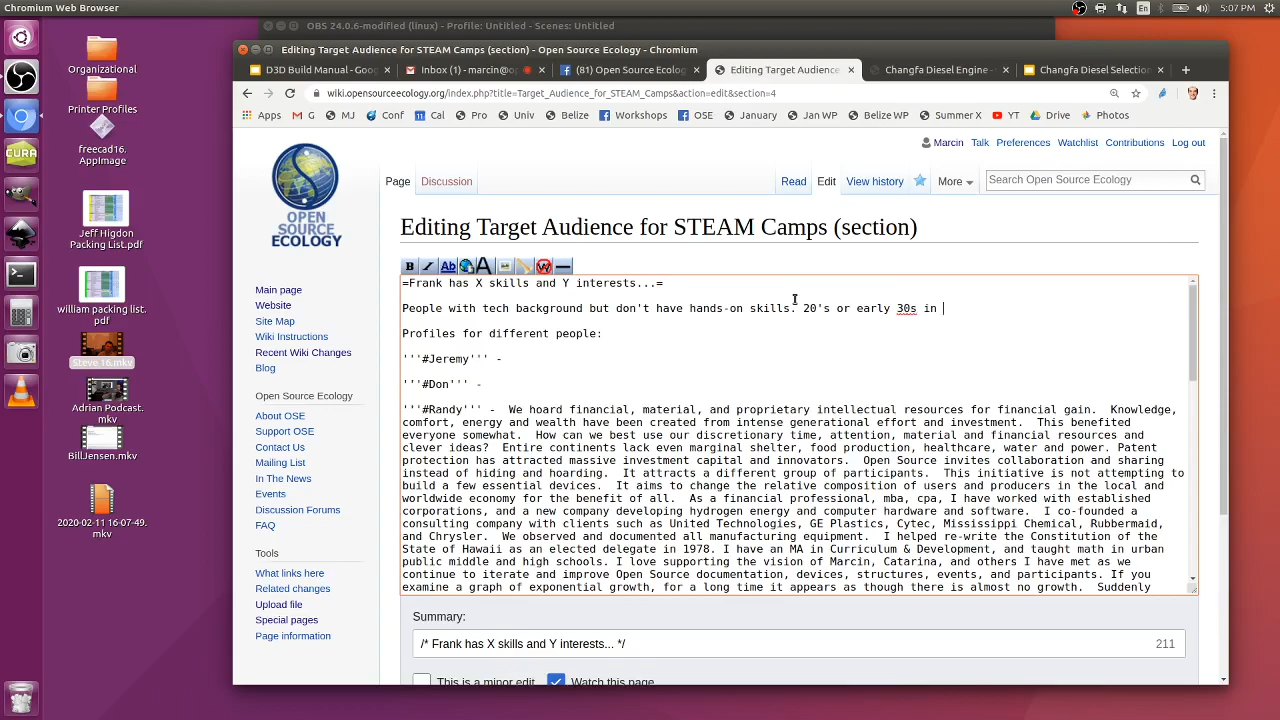 Chromium Web Browser
En
5:07 PM
OBS 24.0.6-modified (linux) - Profile: Untitled - Scenes: Untitled
Editing Target Audience for STEAM Camps (section) - Open Source Ecology - Chromium
D3D Build Manual - Goo
Inbox (1) - marcin@op
(81) Open Source Ecolo
Editing Target Audience
Changfa Diesel Engine -
Changfa Diesel Selection
wiki.opensourceecology.org/index.php?title=Target_Audience_for_STEAM_Camps&action=edit&section=4
Apps
G
MJ
Conf
Cal
Pro
Univ
Belize
Workshops
OSE
January
Jan WP
Belize WP
Summer X
YT
Drive
Photos
Organizational
Printer Profiles
freecad16.
AppImage
Jeff Higdon
Packing List.pdf
william packing list.
pdf
Steve 16.mkv
Adrian Podcast.
mkv
BillJensen.mkv
2020-02-11 16-07-49.
mkv
CURA
OPEN
SOURCE
ECOLOGY
Main page
Website
Site Map
Wiki Instructions
Recent Wiki Changes
Blog
Open Source Ecology
About OSE
Support OSE
Contact Us
Mailing List
In The News
Events
Discussion Forums
Upload file
FAQ
Tools
What links here
Related changes
Upload file
Special pages
Page information
Marcin
Talk
Preferences
Watchlist
Contributions
Log out
Page
Discussion
Read
Edit
View history
More
Search Open Source Ecology
Editing Target Audience for STEAM Camps (section)
B I Ab A
=Frank has X skills and Y interests...=
People with tech background but don't have hands-on skills. 20's or early 30s in
Profiles for different people:
'''#Jeremy''' -
'''#Don''' -
'''#Randy''' - We hoard financial, material, and proprietary intellectual resources for financial gain. Knowledge,
comfort, energy and wealth have been created from intense generational effort and investment. This benefited
everyone somewhat. How can we best use our discretionary time, attention, material and financial resources and
clever ideas? Entire continents lack even marginal shelter, food production, healthcare, water and power. Patent
protection has attracted massive investment capital and innovators. Open Source invites collaboration and sharing
instead of hiding and hoarding. It attracts a different group of participants. This initiative is not attempting to
build a few essential devices. It aims to change the relative composition of users and producers in the local and
worldwide economy for the benefit of all. As a financial professional, mba, cpa, I have worked with established
corporations, and a new company developing hydrogen energy and computer hardware and software. I co-founded a
consulting company with clients such as United Technologies, GE Plastics, Cytec, Mississippi Chemical, Rubbermaid,
and Chrysler. We observed and documented all manufacturing equipment. I helped re-write the Constitution of the
State of Hawaii as an elected delegate in 1978. I have an MA in Curriculum & Development, and taught math in urban
public middle and high schools. I love supporting the vision of Marcin, Catarina, and others I have met as we
continue to iterate and improve Open Source documentation, devices, structures, events, and participants. If you
examine a graph of exponential growth, for a long time it appears as though there is almost no growth. Suddenly
Summary:
/* Frank has X skills and Y interests... */
211
This is a minor edit
Watch this page